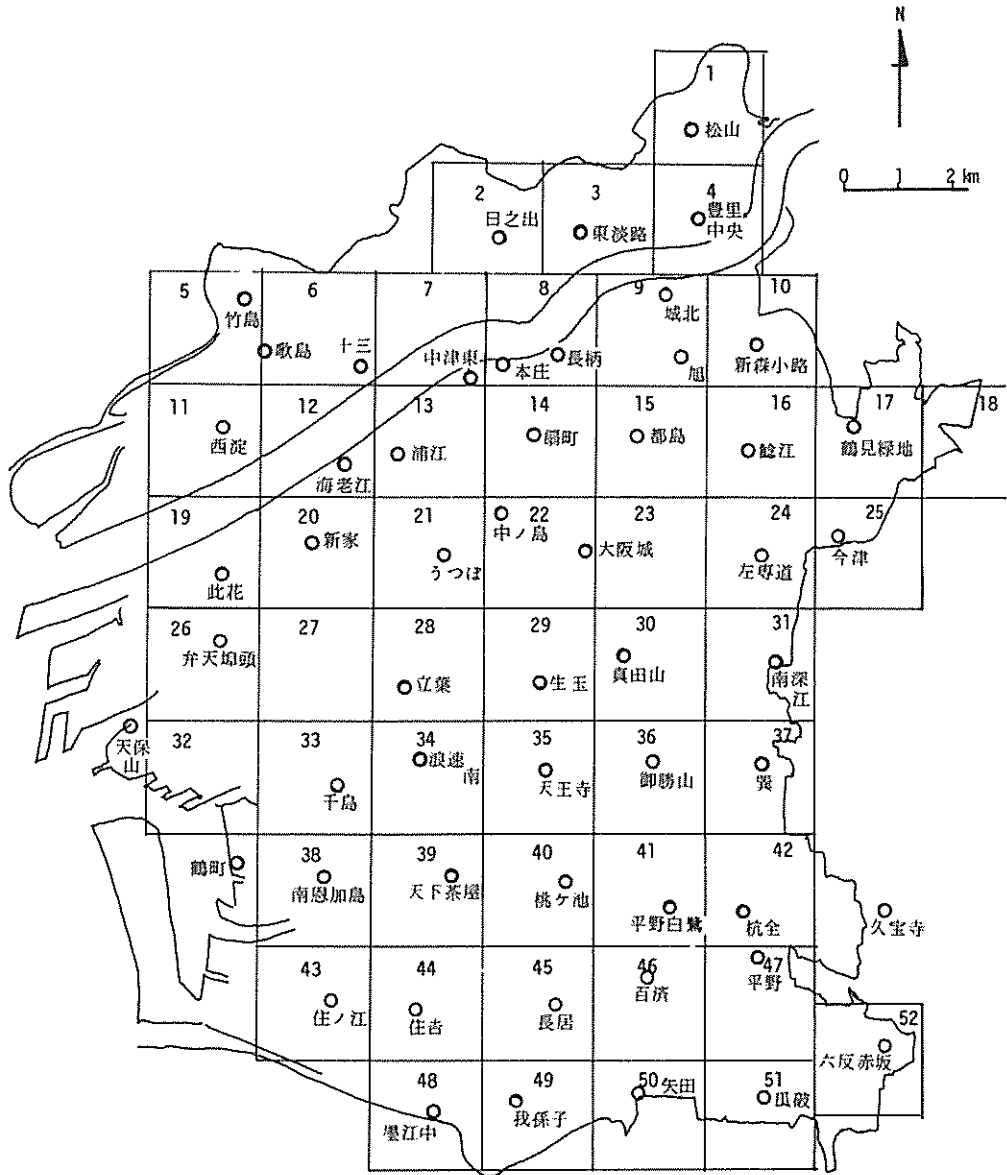 N
1
松山
0 1 2 km
2
日之出
3
東淡路
4
豊里
中央
5
竹島
6
歌島
十三
7
中津東
8
本庄
長柄
9
城北
旭
10
新森小路
11
西淀
12
海老江
13
浦江
14
扇町
15
都島
16
鯰江
17
鶴見緑地
18
19
此花
20
新家
21
うつぼ
22
中ノ島
大阪城
23
24
左専道
25
今津
26
弁天埠頭
27
28
立葉
29
生玉
30
真田山
31
南深
江
32
天保
山
33
千島
34
浪速
南
35
天王寺
36
御勝山
37
巽
鶴町
38
南恩加島
39
天下茶屋
40
桃ケ池
41
平野白鷺
42
杭全
久宝寺
43
住ノ江
44
住吉
45
長居
46
百済
47
平野
48
墨江中
49
我孫子
50
矢田
51
瓜破
52
六反赤坂